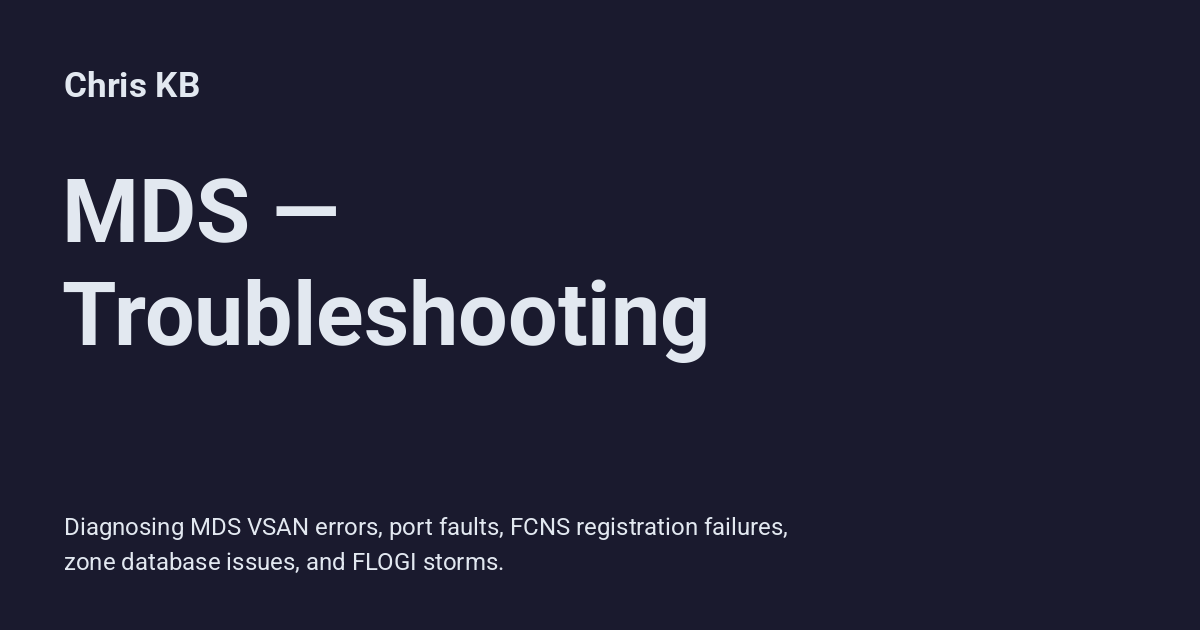 Chris KB
MDS —
Troubleshooting
Diagnosing MDS VSAN errors, port faults, FCNS registration failures,
zone database issues, and FLOGI storms.